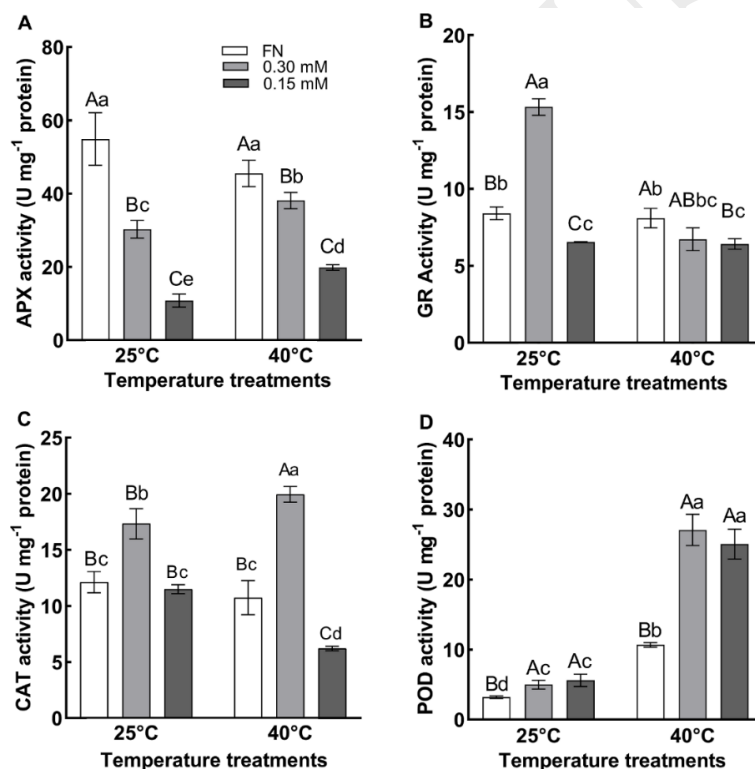 A
FN
0.30 mM
0.15 mM
APX activity (U mg⁻¹ protein)
80
60
40
20
0
Aa
Bc
Ce
Aa
Bb
Cd
25°C
40°C
Temperature treatments
B
GR Activity (U mg⁻¹ protein)
20
15
10
5
0
Bb
Aa
Cc
Ab
ABbc
Bc
25°C
40°C
Temperature treatments
C
CAT activity (U mg⁻¹ protein)
25
20
15
10
5
0
Bc
Bb
Bc
Bc
Aa
Cd
25°C
40°C
Temperature treatments
D
POD activity (U mg⁻¹ protein)
40
30
20
10
0
Bd
Ac
Ac
Bb
Aa
Aa
25°C
40°C
Temperature treatments